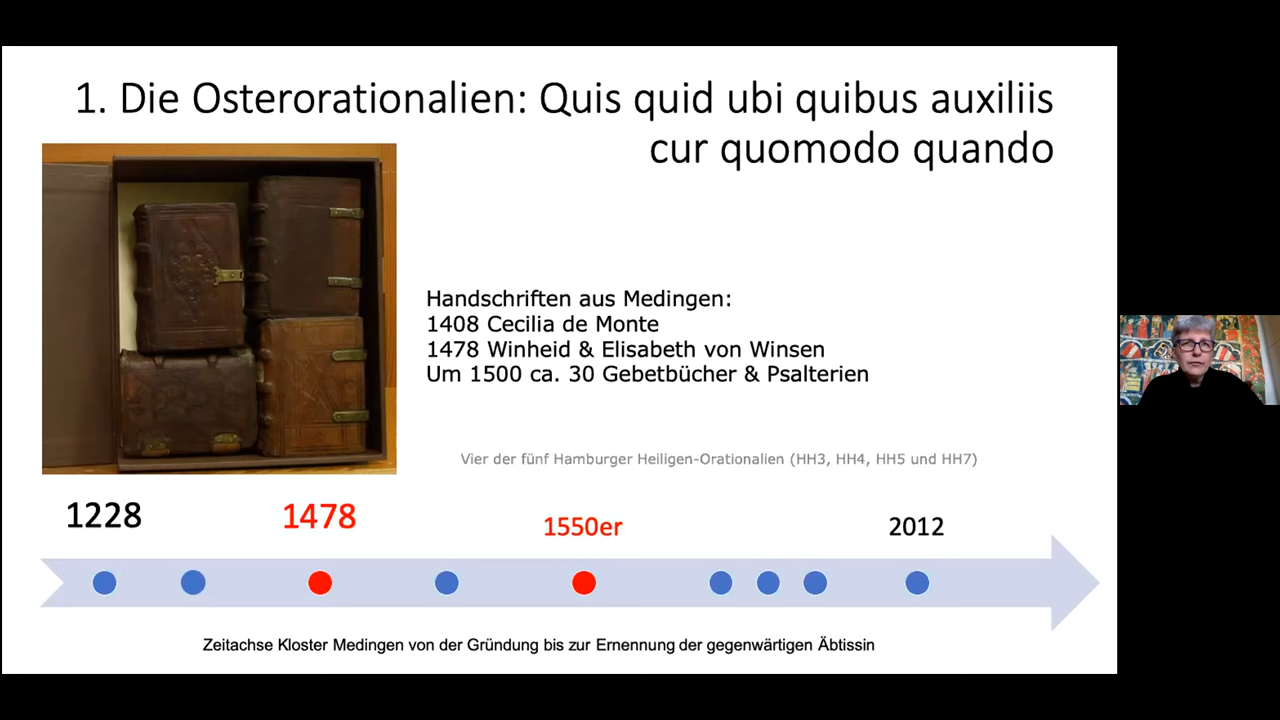 1. Die Osterorationalien: Quis quid ubi quibus auxiliis
cur quomodo quando
Handschriften aus Medingen:
1408 Cecilia de Monte
1478 Winheid & Elisabeth von Winsen
Um 1500 ca. 30 Gebetbücher & Psalterien
Vier der fünf Hamburger Heiligen-Orationalien (HH3, HH4, HH5 und HH7)
1228
1478
1550er
2012
Zeitachse Kloster Medingen von der Gründung bis zur Ernennung der gegenwärtigen Äbtissin